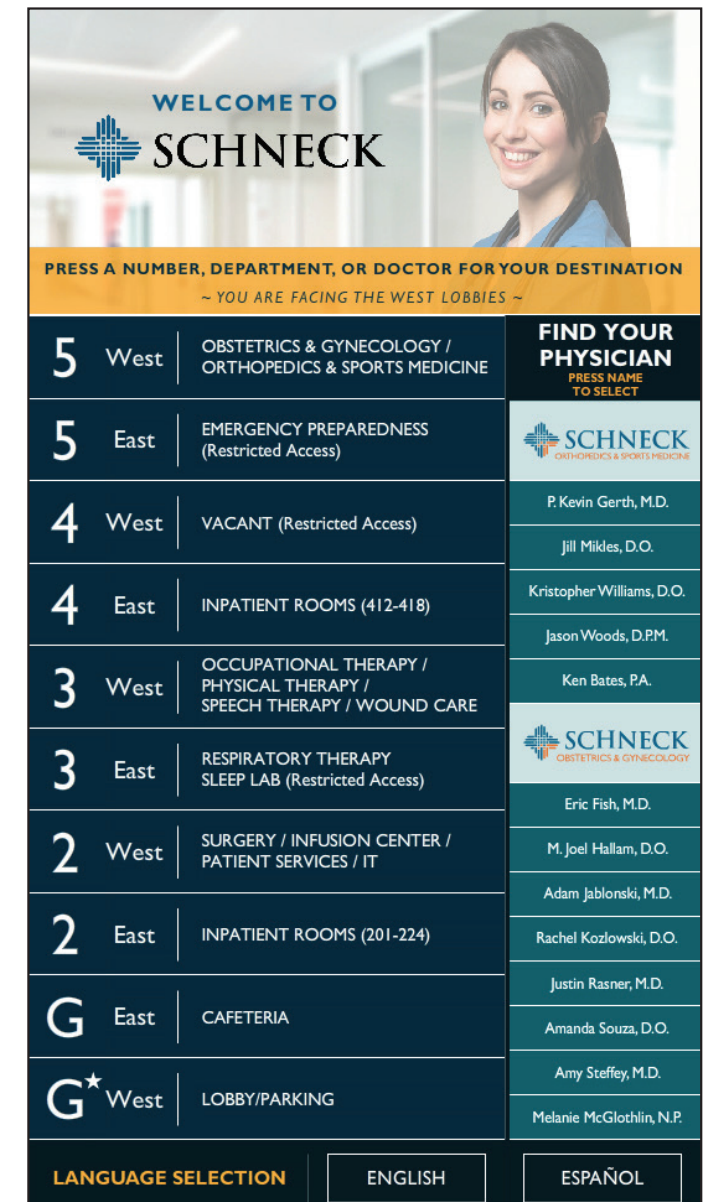 WELCOME TO
SCHNECK
PRESS A NUMBER, DEPARTMENT, OR DOCTOR FOR YOUR DESTINATION
~ YOU ARE FACING THE WEST LOBBIES ~
5 West OBSTETRICS & GYNECOLOGY /
ORTHOPEDICS & SPORTS MEDICINE
5 East EMERGENCY PREPAREDNESS
(Restricted Access)
4 West VACANT (Restricted Access)
4 East INPATIENT ROOMS (412-418)
3 West OCCUPATIONAL THERAPY /
PHYSICAL THERAPY /
SPEECH THERAPY / WOUND CARE
3 East RESPIRATORY THERAPY
SLEEP LAB (Restricted Access)
2 West SURGERY / INFUSION CENTER /
PATIENT SERVICES / IT
2 East INPATIENT ROOMS (201-224)
G East CAFETERIA
G★ West LOBBY/PARKING
FIND YOUR
PHYSICIAN
PRESS NAME
TO SELECT
SCHNECK
ORTHOPEDICS & SPORTS MEDICINE
P. Kevin Gerth, M.D.
Jill Mikles, D.O.
Kristopher Williams, D.O.
Jason Woods, D.P.M.
Ken Bates, P.A.
SCHNECK
OBSTETRICS & GYNECOLOGY
Eric Fish, M.D.
M. Joel Hallam, D.O.
Adam Jablonski, M.D.
Rachel Kozlowski, D.O.
Justin Rasner, M.D.
Amanda Souza, D.O.
Amy Steffey, M.D.
Melanie McGlothlin, N.P.
LANGUAGE SELECTION ENGLISH ESPAÑOL